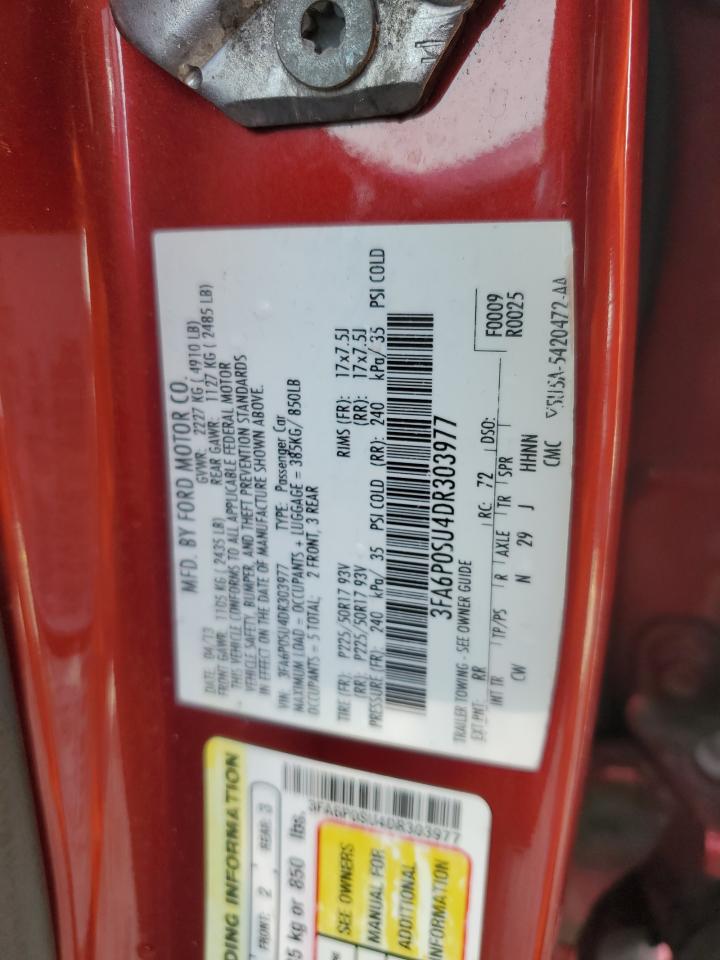 MFD. BY FORD MOTOR CO.
DATE: 04/13 GVWR: 2227 KG ( 4910 LB)
FRONT GAWR: 1105 KG ( 2435 LB) REAR GAWR: 1127 KG ( 2485 LB)
THIS VEHICLE CONFORMS TO ALL APPLICABLE FEDERAL MOTOR
VEHICLE SAFETY, BUMPER, AND THEFT PREVENTION STANDARDS
IN EFFECT ON THE DATE OF MANUFACTURE SHOWN ABOVE.
VIN: 3FA6P0SU4DR303977 TYPE: Passenger Car
MAXIMUM LOAD = OCCUPANTS + LUGGAGE = 385KG/ 850LB
OCCUPANTS = 5 TOTAL: 2 FRONT, 3 REAR
TIRE (FR): P225/50R17 93V RIMS (FR): 17x7.5J
(RR): P225/50R17 93V (RR): 17x7.5J
PRESSURE (FR): 240 kPa/ 35 PSI COLD (RR): 240 kPa/ 35 PSI COLD
3FA6P0SU4DR303977
TRAILER TOWING - SEE OWNER GUIDE
EXT PNT: RR RC: 72 DSO: F0009
INT TR TP/PS R AXLE TR SPR R0025
CW N 29 J HHNN
CMC 5U5A-5420472-AA
DING INFORMATION
FRONT: 2 REAR: 3
5 kg or 850 lbs.
3FA6P0SU4DR303977
SEE OWNERS
MANUAL FOR
ADDITIONAL
INFORMATION